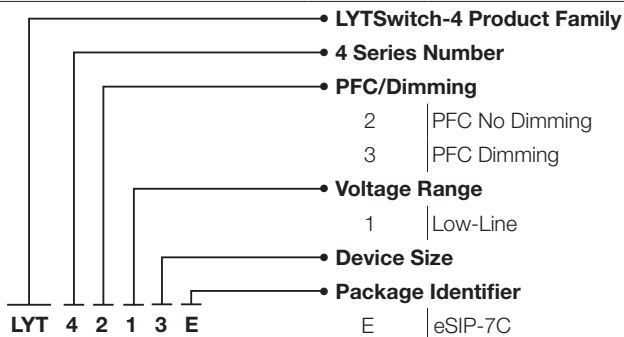 LYTSwitch-4 Product Family
4 Series Number
PFC/Dimming
2 PFC No Dimming
3 PFC Dimming
Voltage Range
1 Low-Line
Device Size
Package Identifier
E eSIP-7C
LYT 4 2 1 3 E